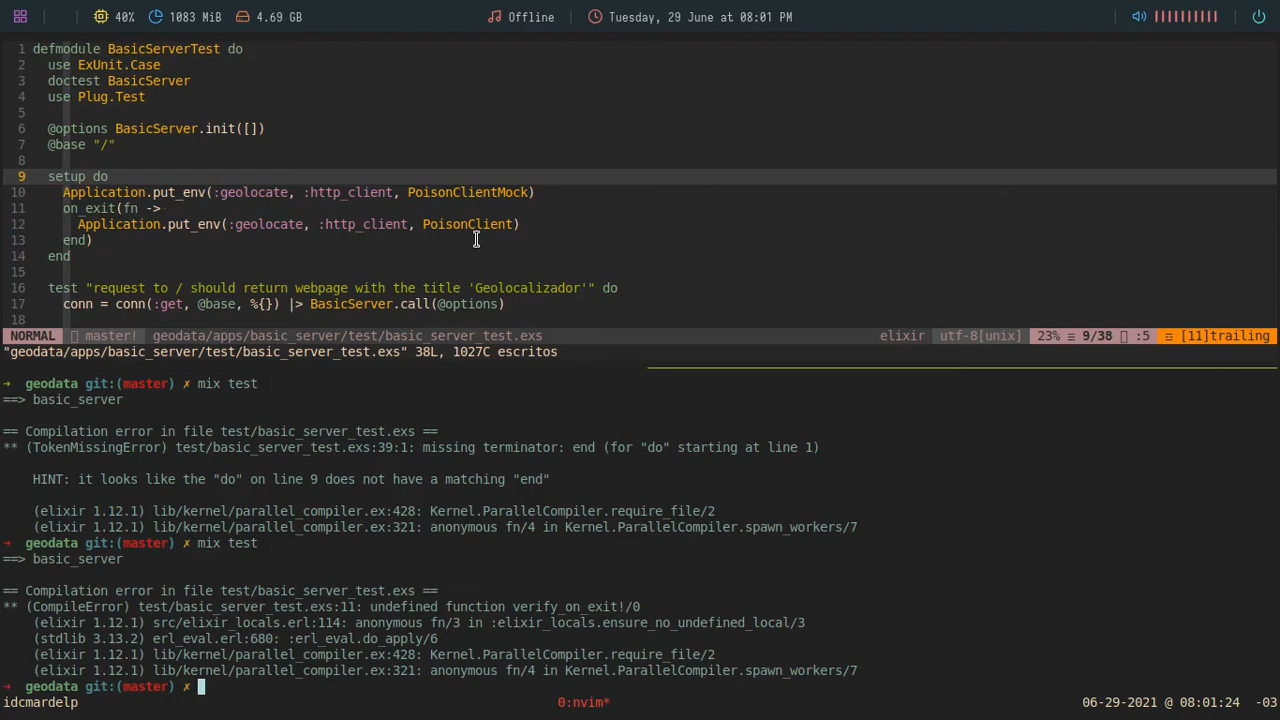 40% 1083 MiB 4.69 GB Offline Tuesday, 29 June at 08:01 PM
1 defmodule BasicServerTest do
2 use ExUnit.Case
3 doctest BasicServer
4 use Plug.Test
5
6 @options BasicServer.init([])
7 @base "/"
8
9 setup do
10 Application.put_env(:geolocate, :http_client, PoisonClientMock)
11 on_exit(fn ->
12 Application.put_env(:geolocate, :http_client, PoisonClient)
13 end)
14 end
15
16 test "request to / should return webpage with the title 'Geolocalizador'" do
17 conn = conn(:get, @base, %{}) |> BasicServer.call(@options)
18
NORMAL master! geodata/apps/basic_server/test/basic_server_test.exs elixir utf-8[unix] 23% ≡ 9/38 :5 ≡ [11]trailing
"geodata/apps/basic_server/test/basic_server_test.exs" 38L, 1027C escritos
→ geodata git:(master) ✗ mix test
==> basic_server
== Compilation error in file test/basic_server_test.exs ==
** (TokenMissingError) test/basic_server_test.exs:39:1: missing terminator: end (for "do" starting at line 1)
HINT: it looks like the "do" on line 9 does not have a matching "end"
(elixir 1.12.1) lib/kernel/parallel_compiler.ex:428: Kernel.ParallelCompiler.require_file/2
(elixir 1.12.1) lib/kernel/parallel_compiler.ex:321: anonymous fn/4 in Kernel.ParallelCompiler.spawn_workers/7
→ geodata git:(master) ✗ mix test
==> basic_server
== Compilation error in file test/basic_server_test.exs ==
** (CompileError) test/basic_server_test.exs:11: undefined function verify_on_exit!/0
(elixir 1.12.1) src/elixir_locals.erl:114: anonymous fn/3 in :elixir_locals.ensure_no_undefined_local/3
(stdlib 3.13.2) erl_eval.erl:680: :erl_eval.do_apply/6
(elixir 1.12.1) lib/kernel/parallel_compiler.ex:428: Kernel.ParallelCompiler.require_file/2
(elixir 1.12.1) lib/kernel/parallel_compiler.ex:321: anonymous fn/4 in Kernel.ParallelCompiler.spawn_workers/7
→ geodata git:(master) ✗
idcmardelp 0:nvim* 06-29-2021 @ 08:01:24 -03